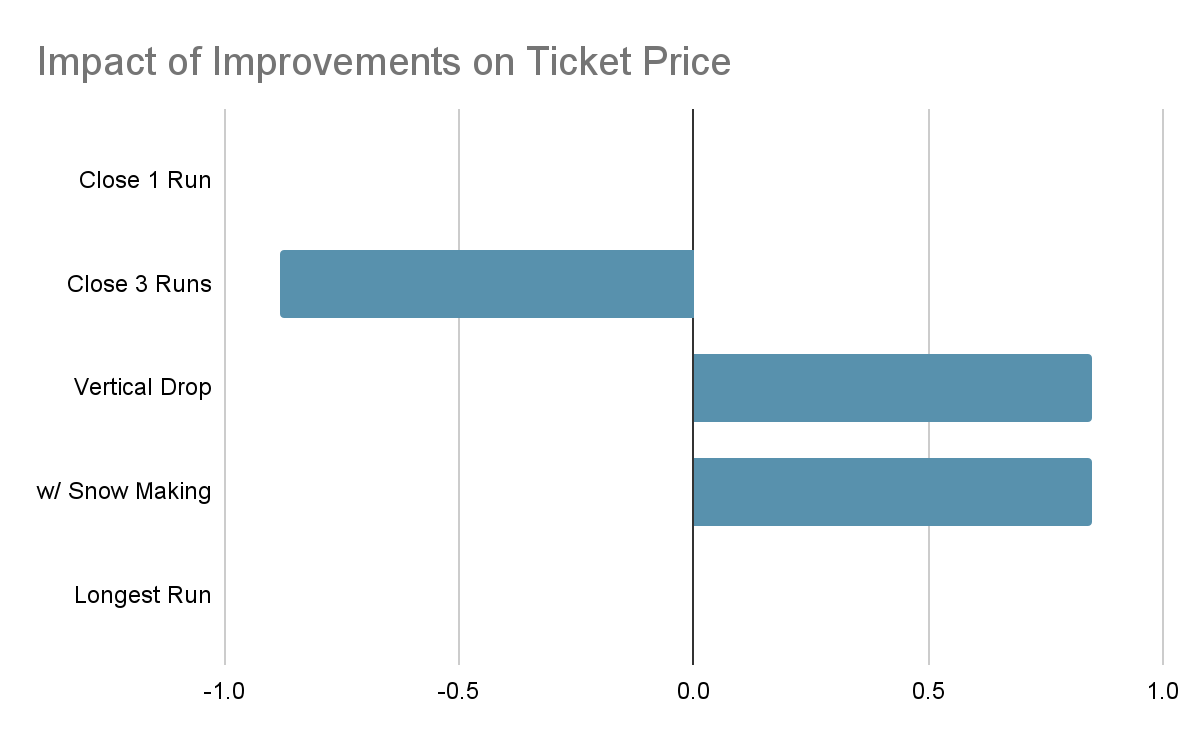 Impact of Improvements on Ticket Price
Close 1 Run
Close 3 Runs
Vertical Drop
w/ Snow Making
Longest Run
-1.0 -0.5 0.0 0.5 1.0